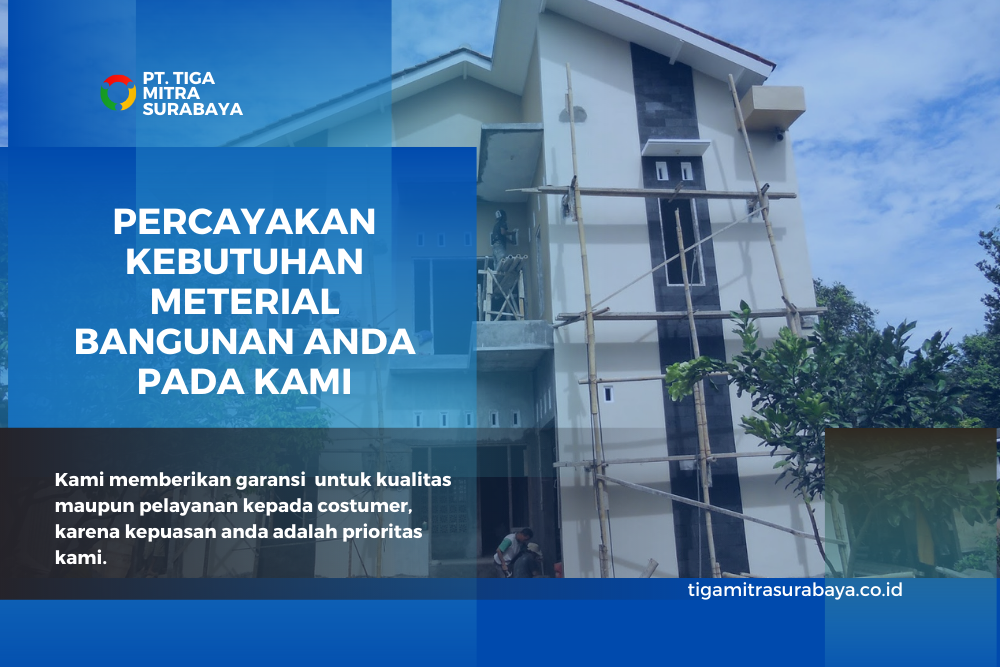 PT. TIGA
MITRA
SURABAYA
PERCAYAKAN
KEBUTUHAN
METERIAL
BANGUNAN ANDA
PADA KAMI
Kami memberikan garansi  untuk kualitas
maupun pelayanan kepada costumer,
karena kepuasan anda adalah prioritas
kami.
tigamitrasurabaya.co.id